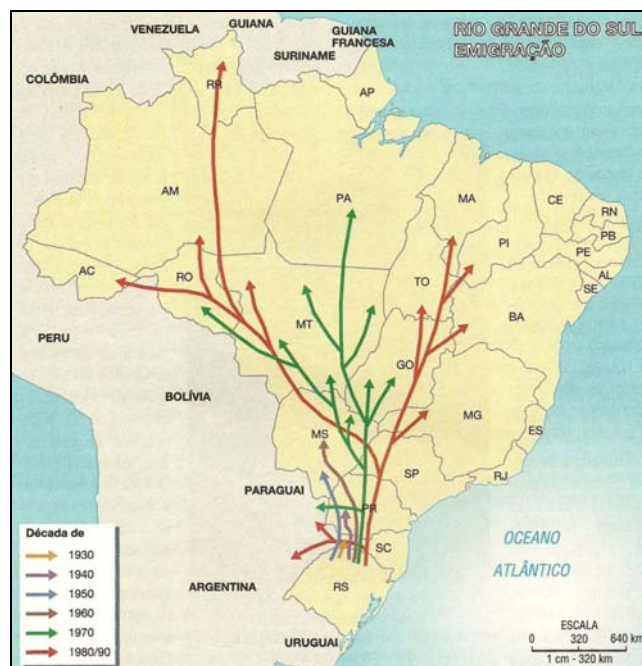 RIO GRANDE DO SUL
EMIGRAÇÃO
VENEZUELA
GUIANA
GUIANA
FRANCESA
SURINAME
COLÔMBIA
RR
AP
AM
PA
MA
CE
RN
PB
PE
PI
AL
SE
AC
RO
TO
BA
MT
PERU
GO
BOLÍVIA
MG
MS
ES
SP
RJ
PARAGUAI
PR
SC
RS
ARGENTINA
URUGUAI
OCEANO
ATLÂNTICO
Década de
1930
1940
1950
1960
1970
1980/90
ESCALA
0 320 640 km
1 cm - 320 km